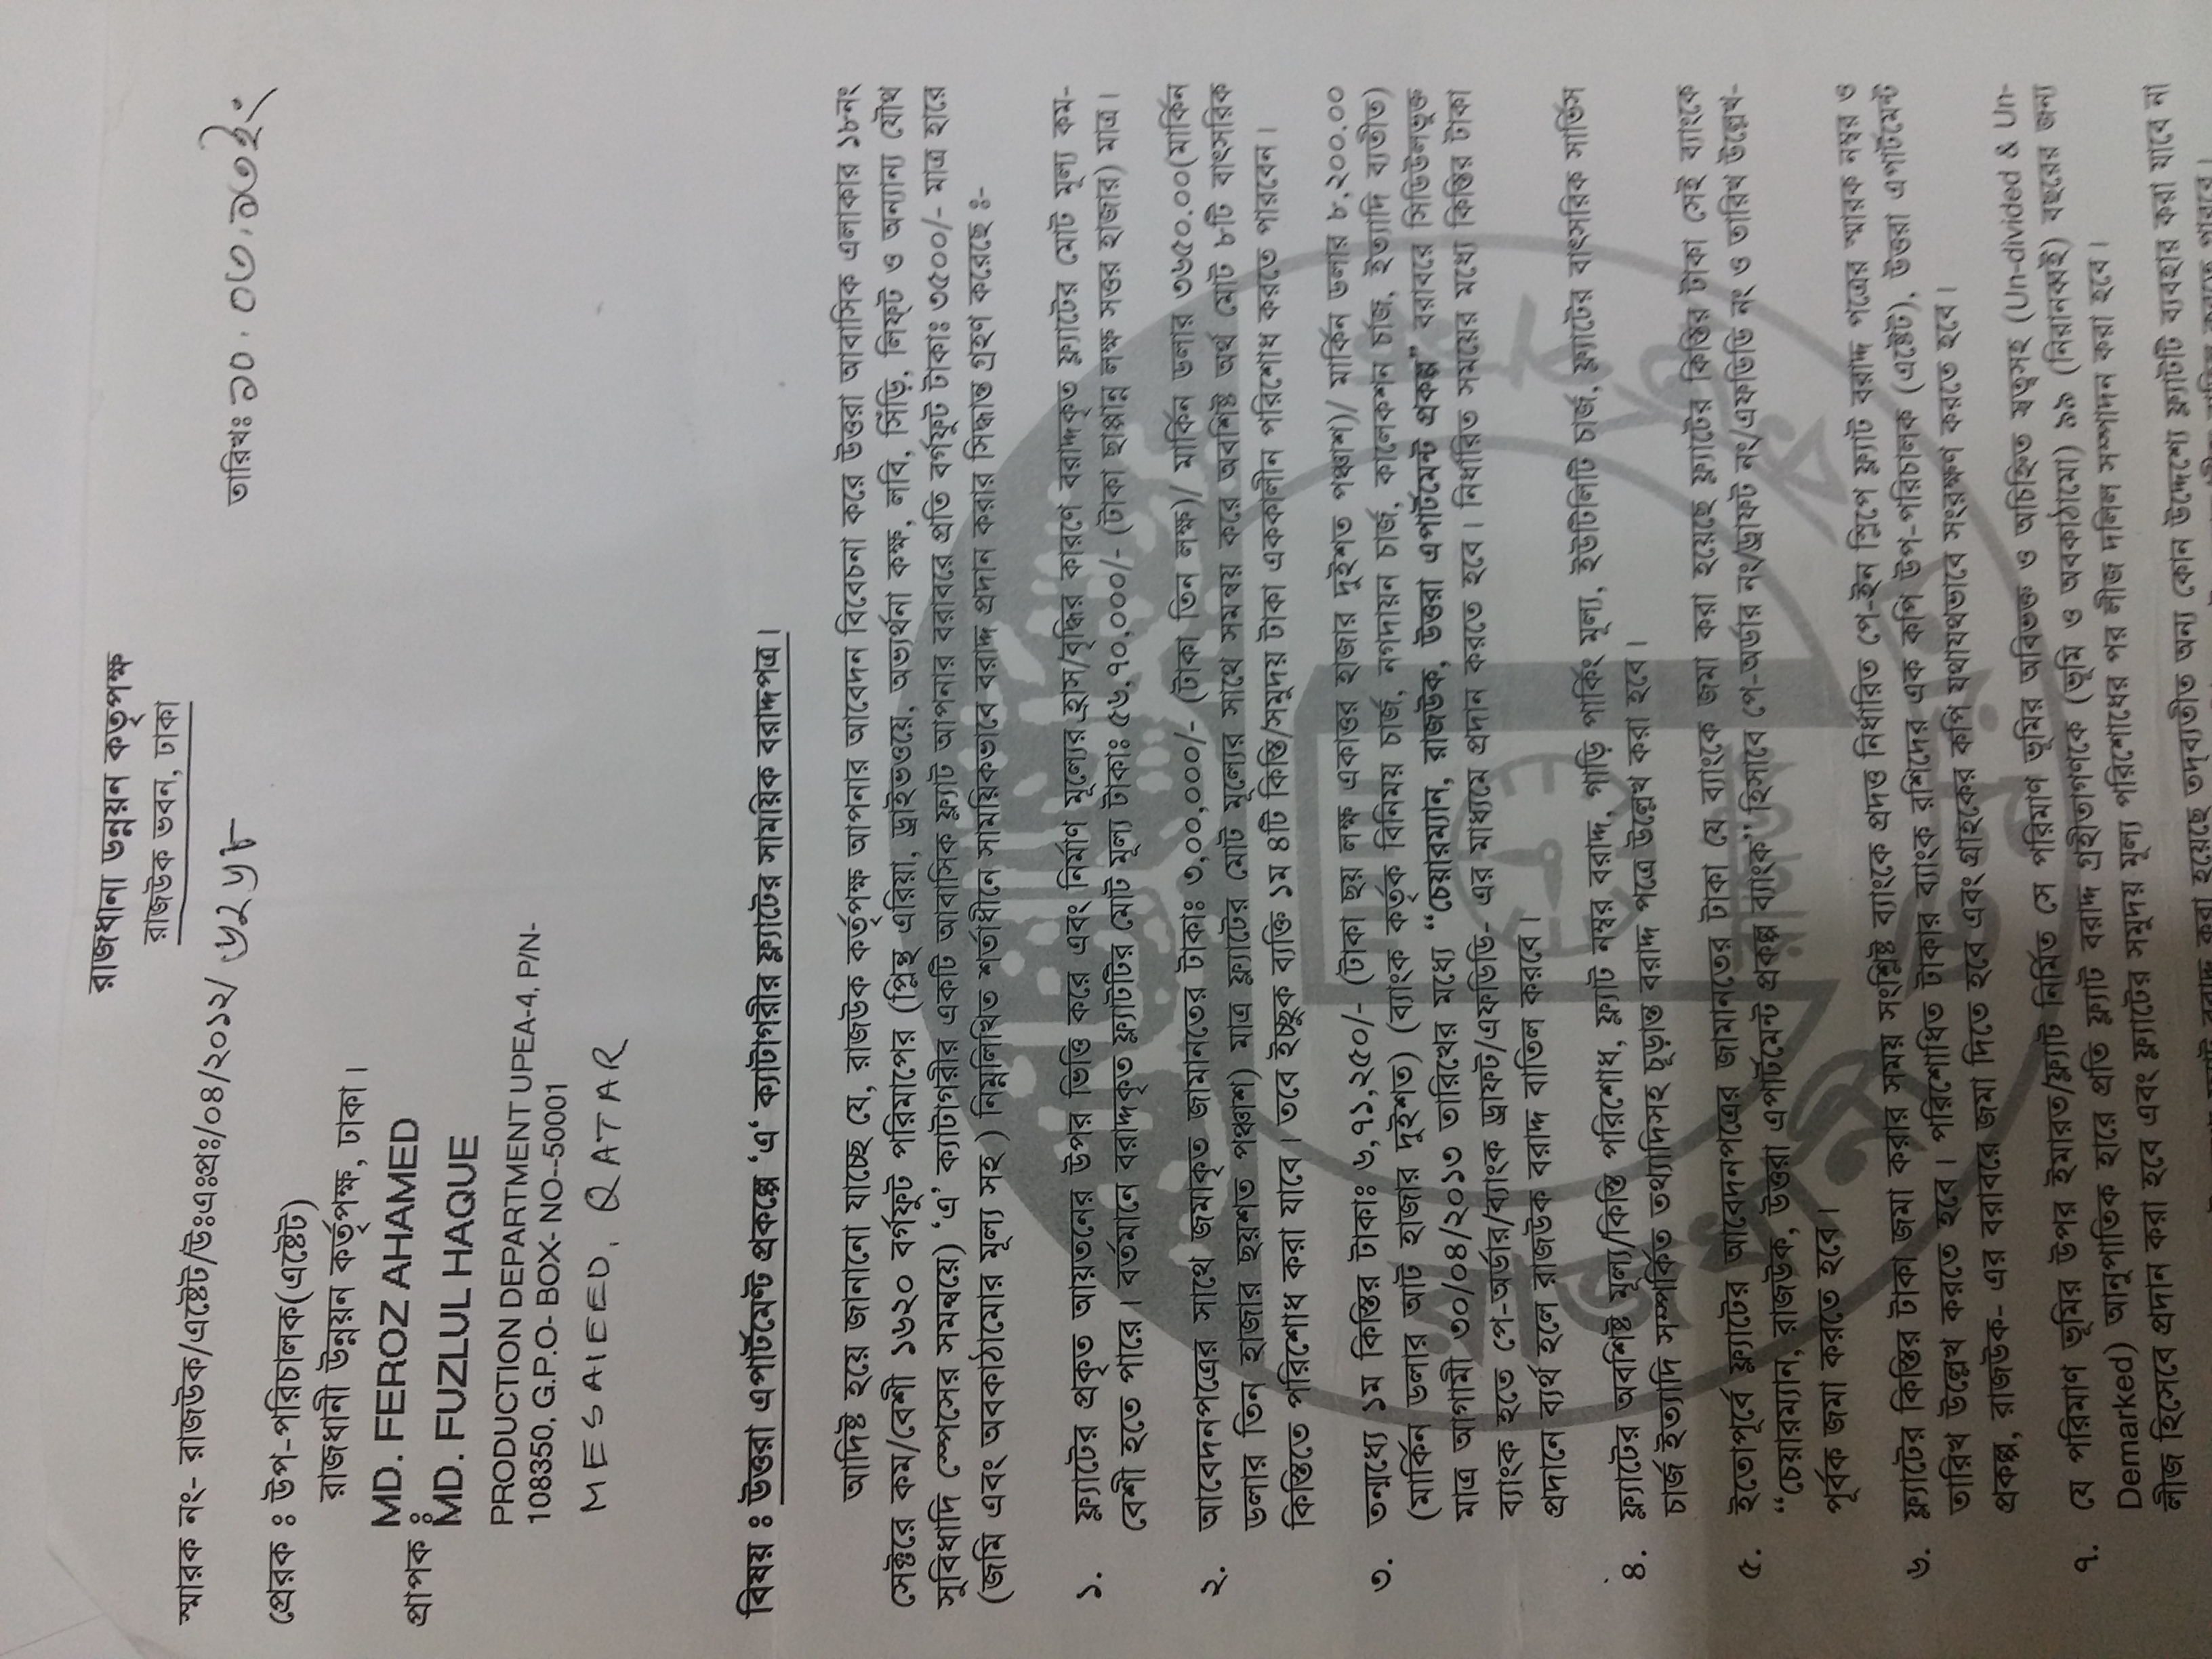 রাজধানী উন্নয়ন কর্তৃপক্ষ
রাজউক ভবন, ঢাকা
স্মারক নং- রাজউক/এষ্টেট/উঃএঃপ্রঃ/০৪/২০১২/ ৬২৬৮
তারিখঃ ১০.০৩.১৩ইং
প্রেরক ঃ উপ-পরিচালক(এষ্টেট)
রাজধানী উন্নয়ন কর্তৃপক্ষ, ঢাকা।
MD. FEROZ AHAMED
প্রাপক ঃ
MD. FUZLUL HAQUE
PRODUCTION DEPARTMENT UPEA-4, P/N-
108350, G.P.O- BOX- NO--50001
MESAIEED, QATAR
বিষয় ঃ উত্তরা এপার্টমেন্ট প্রকল্পে ‘এ‘ ক্যাটাগরীর ফ্ল্যাটের সাময়িক বরাদ্দপত্র।
আদিষ্ট হয়ে জানানো যাচ্ছে যে, রাজউক কর্তৃপক্ষ আপনার আবেদন বিবেচনা করে উত্তরা আবাসিক এলাকার ১৮নং
সেক্টরে কম/বেশী ১৬২০ বর্গফুট পরিমাপের (প্লিন্থ এরিয়া, ড্রাইভওয়ে, অভ্যর্থনা কক্ষ, লবি, সিঁড়ি, লিফ্ট ও অন্যান্য যৌথ
সুবিধাদি স্পেসের সমন্বয়ে) ‘এ’ ক্যাটাগরীর একটি আবাসিক ফ্ল্যাট আপনার বরাবরে প্রতি বর্গফুট টাকাঃ ৩৫০০/- মাত্র হারে
(জমি এবং অবকাঠামোর মূল্য সহ ) নিম্নলিখিত শর্তাধীনে সাময়িকভাবে বরাদ্দ প্রদান করার সিদ্ধান্ত গ্রহণ করেছে ঃ-
১. ফ্ল্যাটের প্রকৃত আয়তনের উপর ভিত্তি করে এবং নির্মাণ মূল্যের হ্রাস/বৃদ্ধির কারণে বরাদ্দকৃত ফ্ল্যাটের মোট মূল্য কম-
বেশী হতে পারে। বর্তমানে বরাদ্দকৃত ফ্ল্যাটটির মোট মূল্য টাকাঃ ৫৬,৭০,০০০/- (টাকা ছাপ্পান্ন লক্ষ সত্তর হাজার) মাত্র।
২. আবেদনপত্রের সাথে জমাকৃত জামানতের টাকাঃ ৩,০০,০০০/- (টাকা তিন লক্ষ)/ মার্কিন ডলার ৩৬৫০.০০(মার্কিন
ডলার তিন হাজার ছয়শত পঞ্চাশ) মাত্র ফ্ল্যাটের মোট মূল্যের সাথে সমন্বয় করে অবশিষ্ট অর্থ মোট ৮টি বাৎসরিক
কিস্তিতে পরিশোধ করা যাবে। তবে ইচ্ছুক ব্যক্তি ১ম ৪টি কিস্তি/সমুদয় টাকা এককালীন পরিশোধ করতে পারবেন।
৩. তন্মধ্যে ১ম কিস্তির টাকাঃ ৬,৭১,২৫০/- (টাকা ছয় লক্ষ একাত্তর হাজার দুইশত পঞ্চাশ)/ মার্কিন ডলার ৮,২০০.০০
(মার্কিন ডলার আট হাজার দুইশত) (ব্যাংক কর্তৃক বিনিময় চার্জ, নগদায়ন চার্জ, কালেকশন চার্জ, ইত্যাদি ব্যতীত)
মাত্র আগামী ৩০/০৪/২০১৩ তারিখের মধ্যে “চেয়ারম্যান, রাজউক, উত্তরা এপার্টমেন্ট প্রকল্প” বরাবরে সিডিউলভুক্ত
ব্যাংক হতে পে-অর্ডার/ব্যাংক ড্রাফট/এফডিডি- এর মাধ্যমে প্রদান করতে হবে। নির্ধারিত সময়ের মধ্যে কিস্তির টাকা
প্রদানে ব্যর্থ হলে রাজউক বরাদ্দ বাতিল করবে।
৪. ফ্ল্যাটের অবশিষ্ট মূল্য/কিস্তি পরিশোধ, ফ্ল্যাট নম্বর বরাদ্দ, গাড়ি পার্কিং মূল্য, ইউটিলিটি চার্জ, ফ্ল্যাটের বাৎসরিক সার্ভিস
চার্জ ইত্যাদি সম্পর্কিত তথ্যাদিসহ চূড়ান্ত বরাদ্দ পত্রে উল্লেখ করা হবে।
৫. ইতোপূর্বে ফ্ল্যাটের আবেদনপত্রের জামানতের টাকা যে ব্যাংকে জমা করা হয়েছে ফ্ল্যাটের কিস্তির টাকা সেই ব্যাংকে
“চেয়ারম্যান, রাজউক, উত্তরা এপার্টমেন্ট প্রকল্প ব্যাংক” হিসাবে পে-অর্ডার নং/ড্রাফট নং/এফডিডি নং ও তারিখ উল্লেখ-
পূর্বক জমা করতে হবে।
৬. ফ্ল্যাটের কিস্তির টাকা জমা করার সময় সংশ্লিষ্ট ব্যাংকে প্রদত্ত নির্ধারিত পে-ইন স্লিপে ফ্ল্যাট বরাদ্দ পত্রের স্মারক নম্বর ও
তারিখ উল্লেখ করতে হবে। পরিশোধিত টাকার ব্যাংক রশিদের এক কপি উপ-পরিচালক (এষ্টেট), উত্তরা এপার্টমেন্ট
প্রকল্প, রাজউক- এর বরাবরে জমা দিতে হবে এবং গ্রাহকের কপি যথাযথভাবে সংরক্ষণ করতে হবে।
৭. যে পরিমাণ ভূমির উপর ইমারত/ফ্ল্যাট নির্মিত সে পরিমাণ ভূমির অবিভক্ত ও অচিহ্নিত স্বত্বসহ (Un-divided & Un-
Demarked) আনুপাতিক হারে প্রতি ফ্ল্যাট বরাদ্দ গ্রহীতাগণকে (ভূমি ও অবকাঠামো) ৯৯ (নিরানব্বই) বছরের জন্য
লীজ হিসেবে প্রদান করা হবে এবং ফ্ল্যাটের সমুদয় মূল্য পরিশোধের পর লীজ দলিল সম্পাদন করা হবে।
ফ্ল্যাট বরাদ্দ করা হয়েছে তদ্ব্যতীত অন্য কোন উদ্দেশ্যে ফ্ল্যাটটি ব্যবহার করা যাবে না